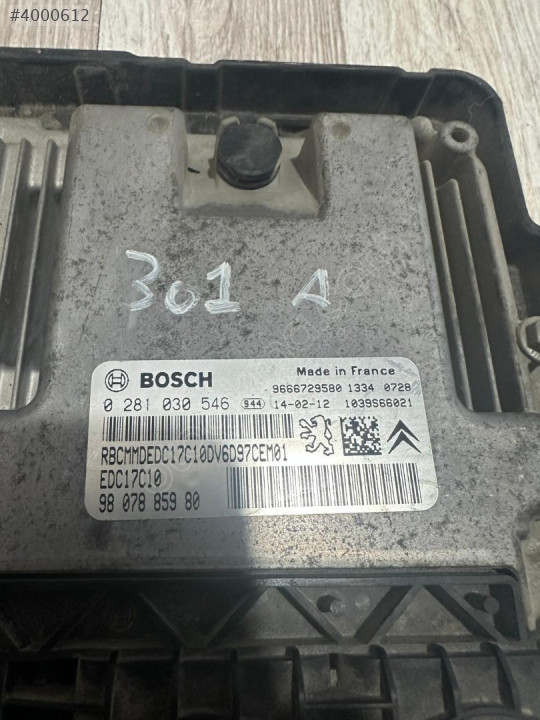 #4000612
301 A
BOSCH
Made in France
9666729580 1334 0728
0 281 030 546 944 14-02-12 1039S66021
RBCMMDEDC17C10DV6D97CEM01
EDC17C10
98 078 859 80